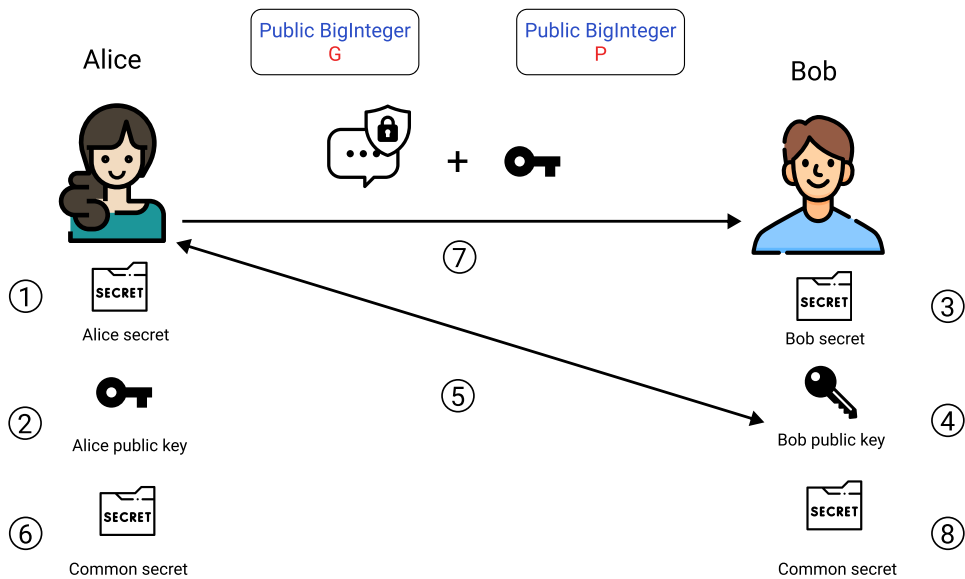 Public BigInteger
G
Public BigInteger
P
Alice
Bob
+
7
1
SECRET
Alice secret
SECRET
Bob secret
3
2
Alice public key
5
Bob public key
4
6
SECRET
Common secret
SECRET
Common secret
8